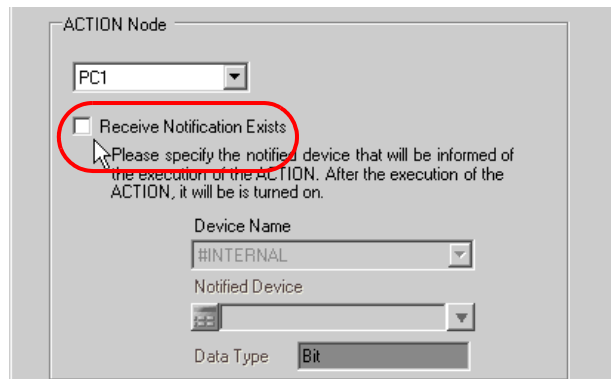 ACTION Node
PC1
Receive Notification Exists
Please specify the notified device that will be informed of
the execution of the ACTION. After the execution of the
ACTION, it will be is turned on.
Device Name
#INTERNAL
Notified Device
Data Type Bit